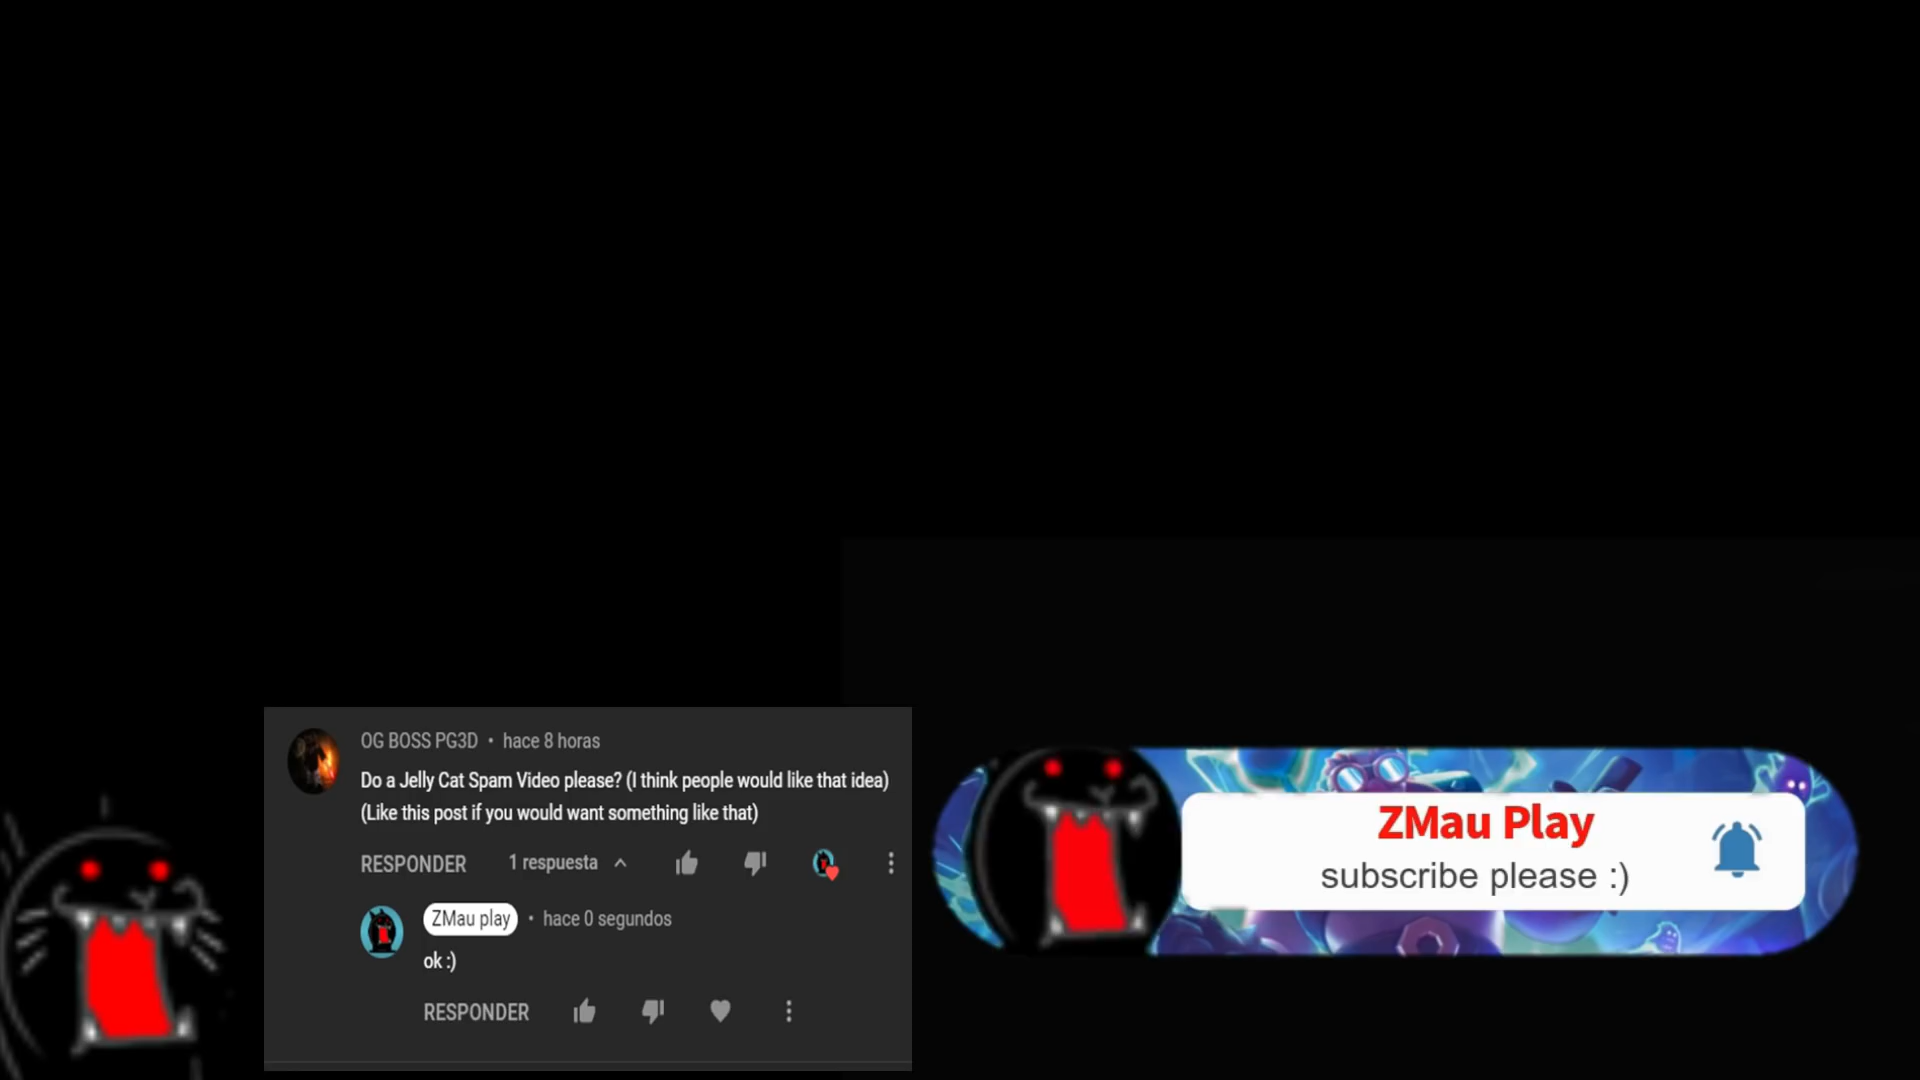 OG BOSS PG3D • hace 8 horas
Do a Jelly Cat Spam Video please? (I think people would like that idea)
(Like this post if you would want something like that)
RESPONDER 1 respuesta
ZMau play • hace 0 segundos
ok :)
RESPONDER
ZMau Play
subscribe please :)